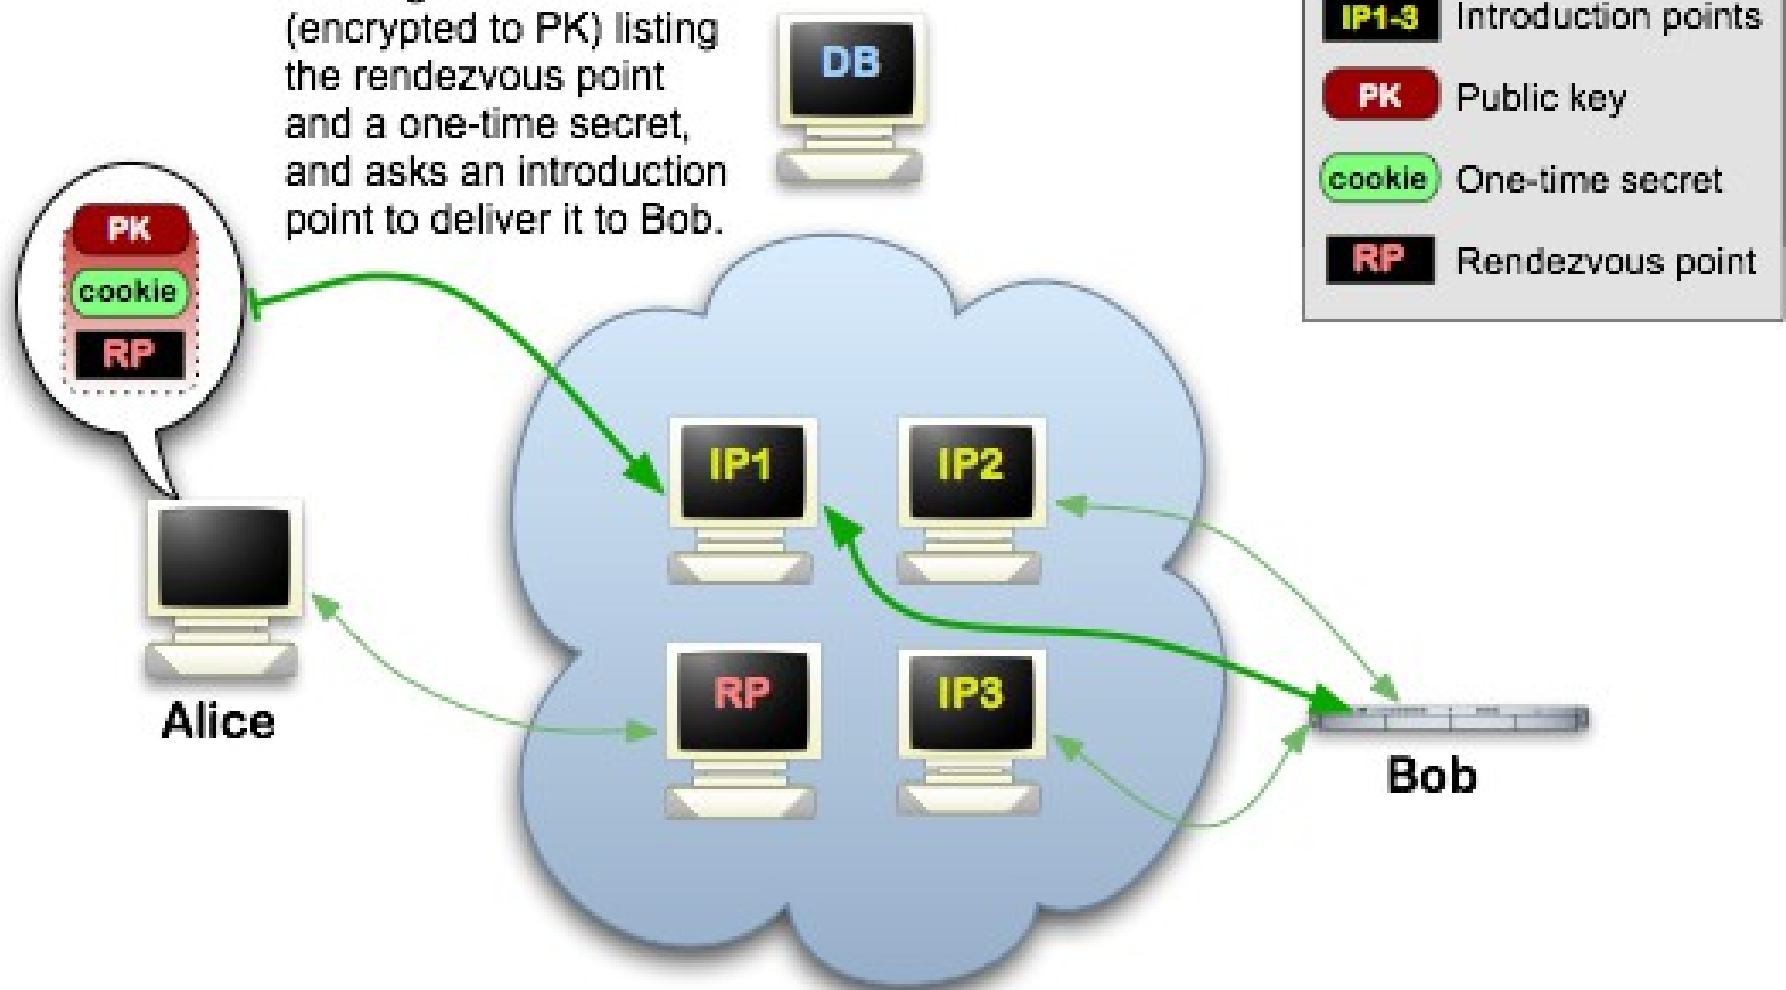 (encrypted to PK) listing
the rendezvous point
and a one-time secret,
and asks an introduction
point to deliver it to Bob.
DB
IP1-3 Introduction points
PK Public key
cookie One-time secret
RP Rendezvous point
PK
cookie
RP
IP1
IP2
RP
IP3
Alice
Bob